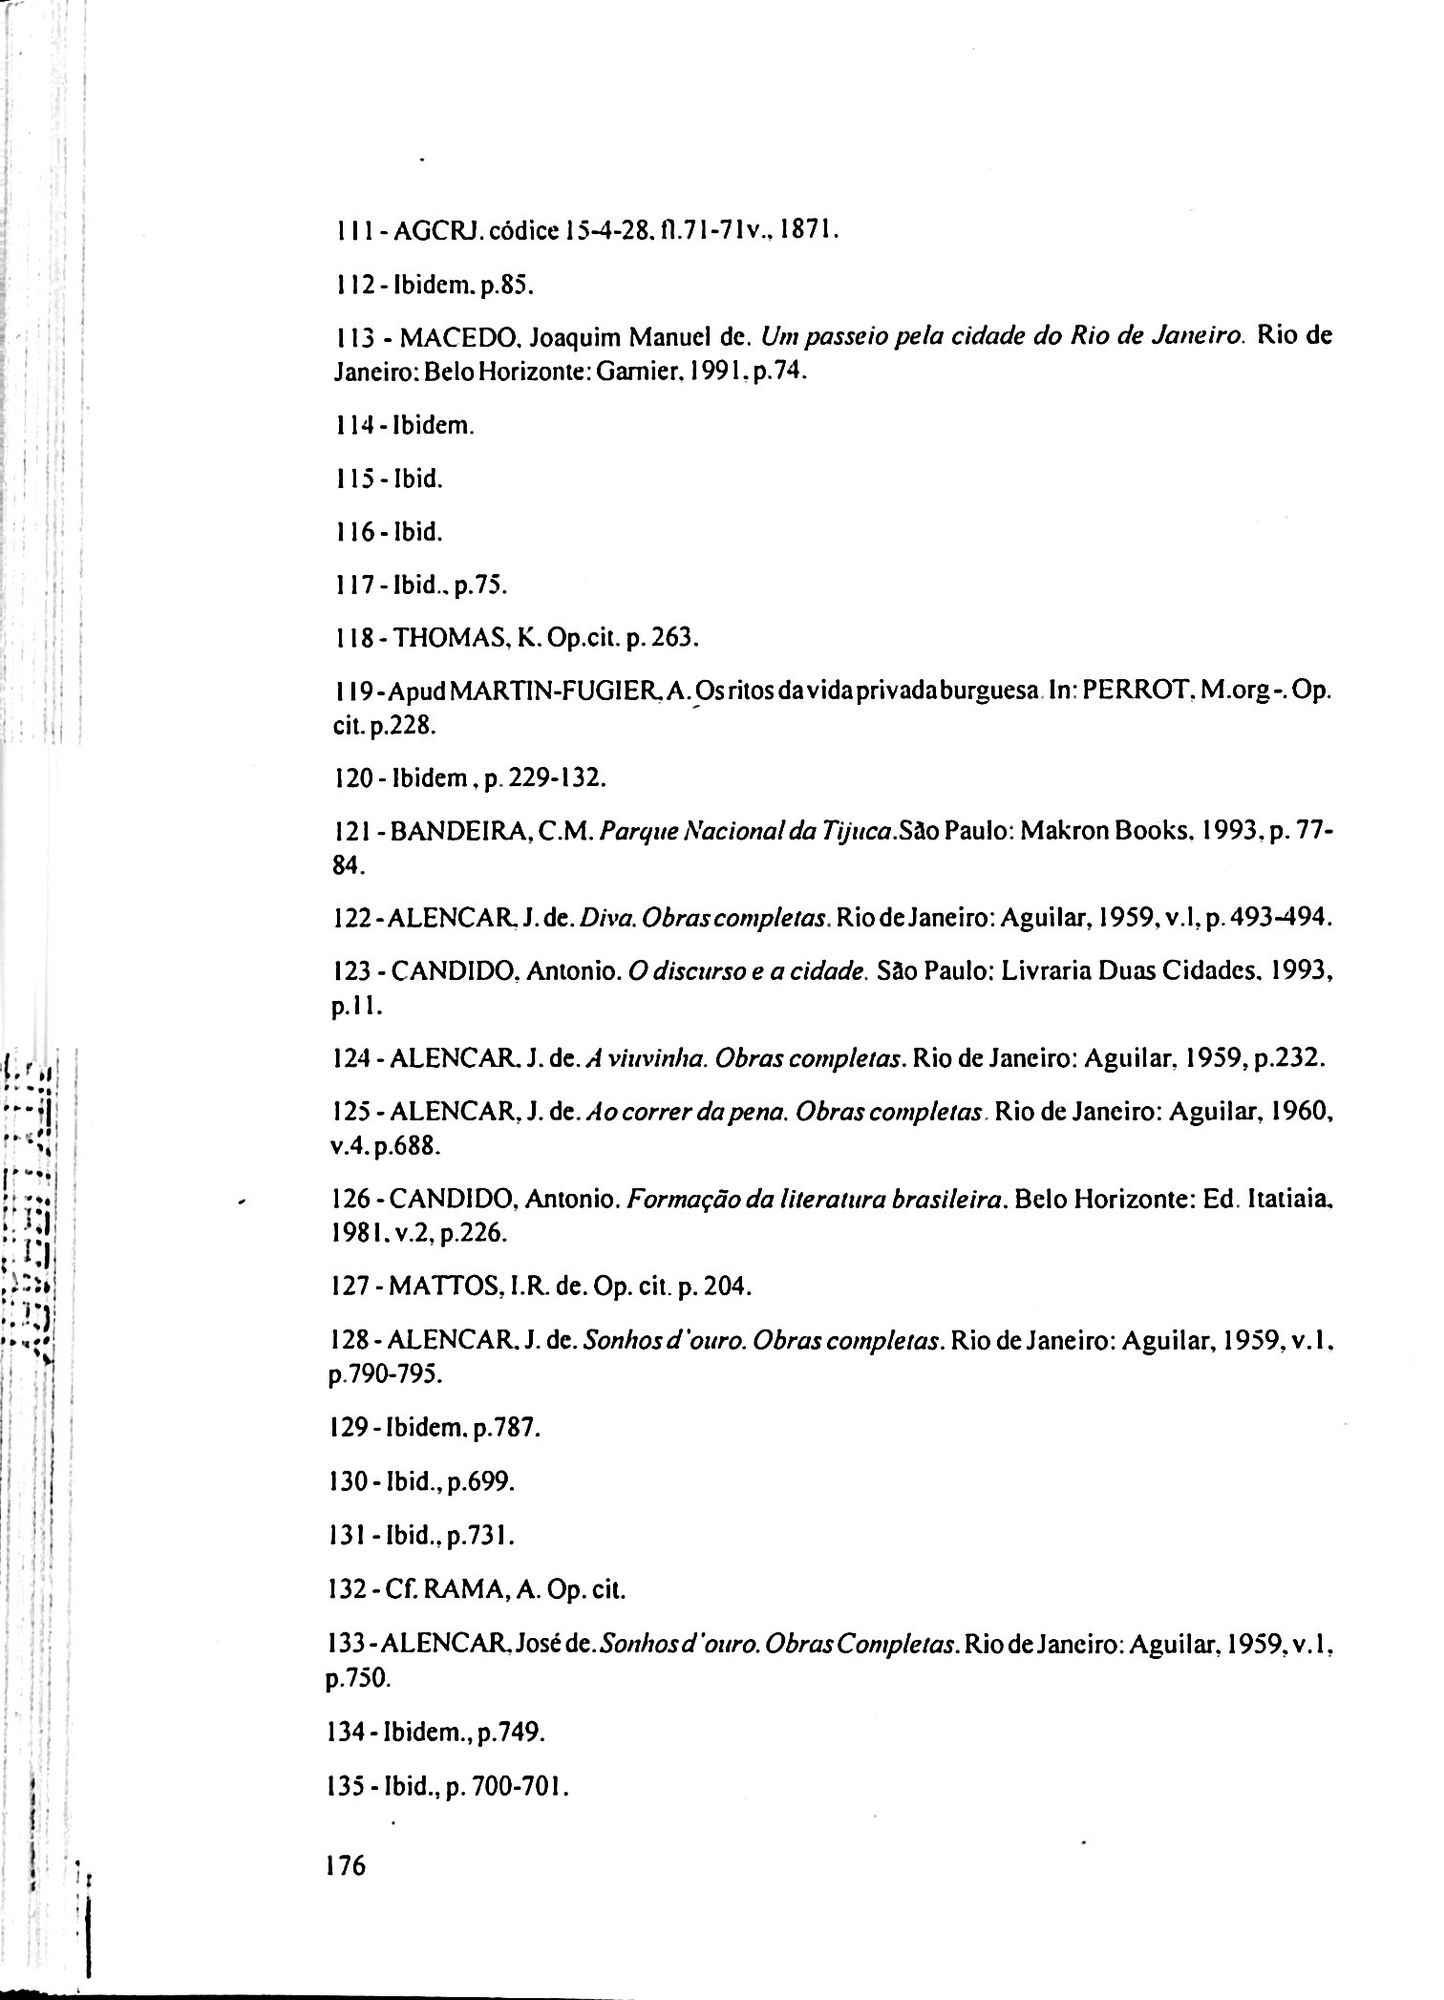 111 - AGCRJ. códice 15-4-28. fl.71-71v., 1871.
112 - Ibidem. p.85.
113 - MACEDO, Joaquim Manuel de. Um passeio pela cidade do Rio de Janeiro. Rio de
Janeiro: Belo Horizonte: Garnier, 1991, p.74.
114 - Ibidem.
115 - Ibid.
116 - Ibid.
117 - Ibid., p.75.
118 - THOMAS, K. Op.cit. p. 263.
119 - Apud MARTIN-FUGIER, A. Os ritos da vida privada burguesa. In: PERROT, M.org -. Op.
cit. p.228.
120 - Ibidem , p. 229-132.
121 - BANDEIRA, C.M. Parque Nacional da Tijuca.São Paulo: Makron Books, 1993, p. 77-
84.
122 - ALENCAR, J. de. Diva. Obras completas. Rio de Janeiro: Aguilar, 1959, v.l, p. 493-494.
123 - CANDIDO, Antonio. O discurso e a cidade. São Paulo: Livraria Duas Cidades, 1993,
p.11.
124 - ALENCAR, J. de. A viuvinha. Obras completas. Rio de Janeiro: Aguilar, 1959, p.232.
125 - ALENCAR, J. de. Ao correr da pena. Obras completas. Rio de Janeiro: Aguilar, 1960,
v.4. p.688.
126 - CANDIDO, Antonio. Formação da literatura brasileira. Belo Horizonte: Ed. Itatiaia,
1981. v.2, p.226.
127 - MATTOS, I.R. de. Op. cit. p. 204.
128 - ALENCAR, J. de. Sonhos d'ouro. Obras completas. Rio de Janeiro: Aguilar, 1959, v.1,
p.790-795.
129 - Ibidem, p.787.
130 - Ibid., p.699.
131 - Ibid., p.731.
132 - Cf. RAMA, A. Op. cit.
133 - ALENCAR, José de. Sonhos d'ouro. Obras Completas. Rio de Janeiro: Aguilar, 1959, v.1,
p.750.
134 - Ibidem., p.749.
135 - Ibid., p. 700-701.
176